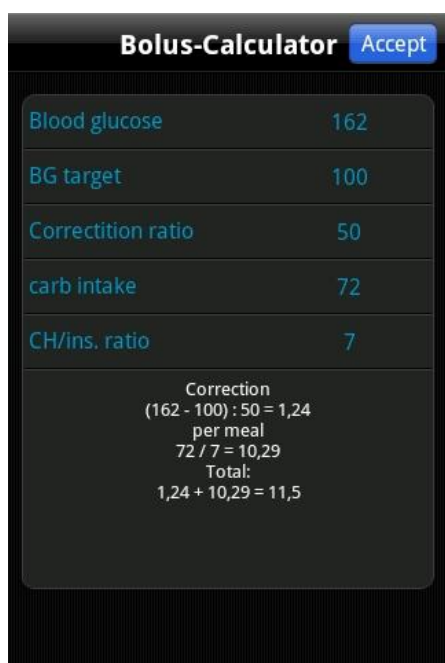 Bolus-Calculator Accept
Blood glucose 162
BG target 100
Correctition ratio 50
carb intake 72
CH/ins. ratio 7
Correction
(162 - 100) : 50 = 1,24
per meal
72 / 7 = 10,29
Total:
1,24 + 10,29 = 11,5